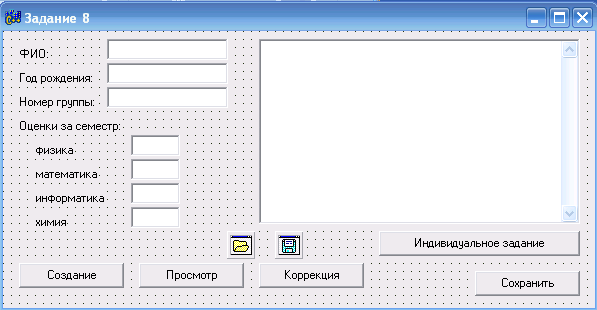 Задание 8
ФИО:
Год рождения:
Номер группы:
Оценки за семестр:
физика
математика
информатика
химия
Индивидуальное задание
Создание
Просмотр
Коррекция
Сохранить